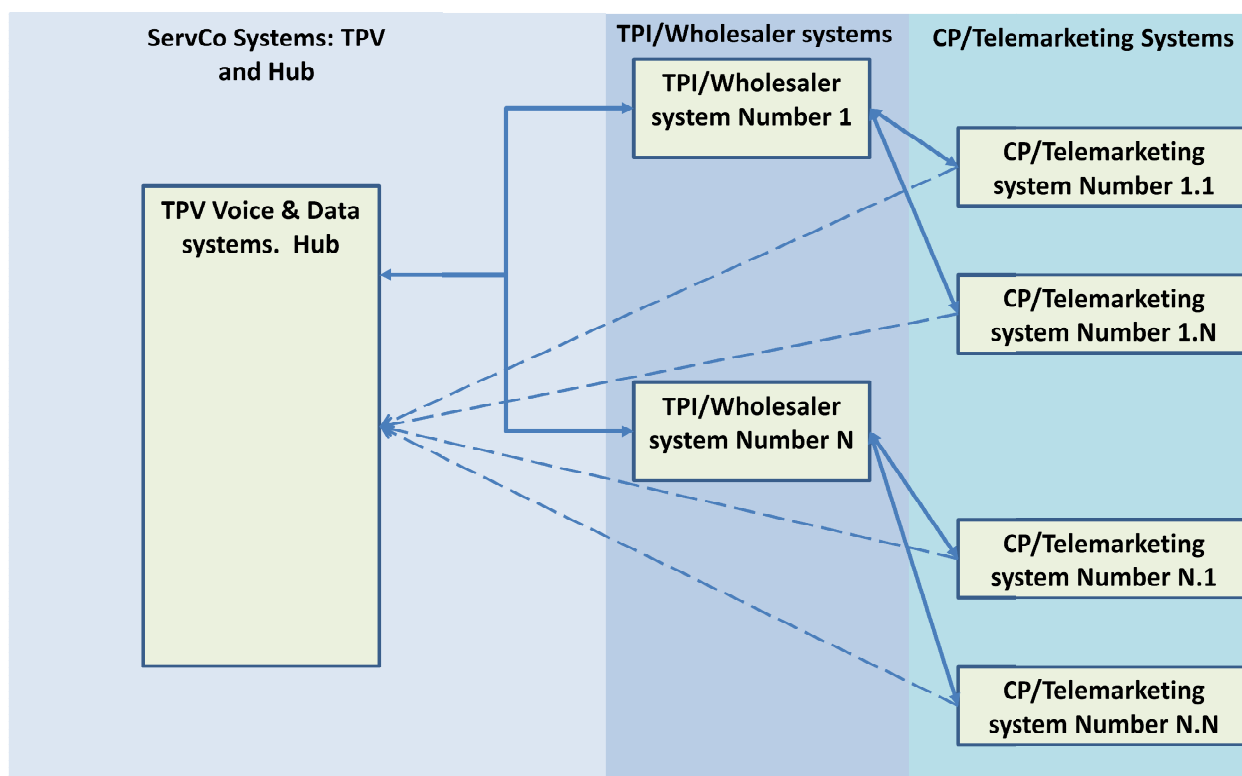 ServCo Systems: TPV
and Hub
TPI/Wholesaler systems
CP/Telemarketing Systems
TPI/Wholesaler
system Number 1
CP/Telemarketing
system Number 1.1
TPV Voice & Data
systems.  Hub
CP/Telemarketing
system Number 1.N
TPI/Wholesaler
system Number N
CP/Telemarketing
system Number N.1
CP/Telemarketing
system Number N.N